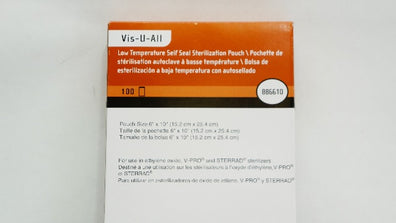 Vis-U-All
Low Temperature Self Seal Sterilization Pouch \ Pochette de
stérilisation autoclave à basse température \ Bolsa de
esterilización a baja temperatura con autosellado
100
886610
Pouch Size 6" x 10" (15.2 cm x 25.4 cm)
Taille de la pochette 6" x 10" (15.2 cm x 25.4 cm)
Tamaño de la bolsa 6" x 10" (15.2 cm x 25.4 cm)
For use in ethylene oxide, V-PRO® and STERRAD® sterilizers
Destiné à une utilisation sur les stérilisateurs à l'oxyde d'éthylène, V-PRO®
et STERRAD®
Para utilizar en esterilizadores de óxido de etileno, V-PRO® y STERRAD®